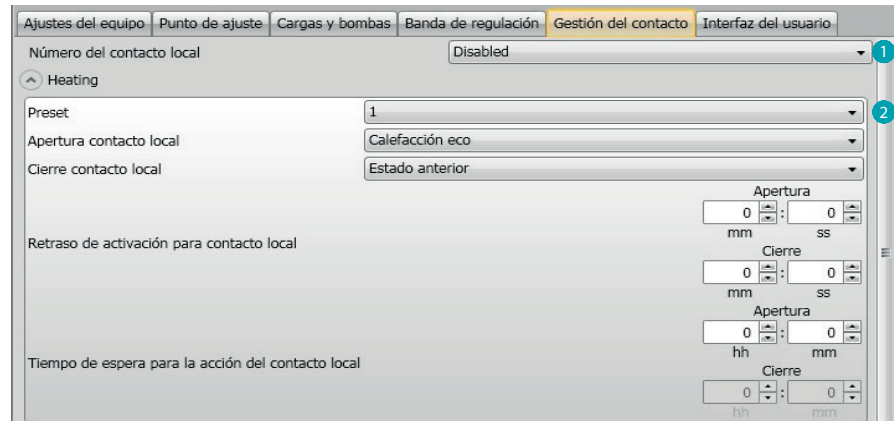 Ajustes del equipo Punto de ajuste Cargas y bombas Banda de regulación Gestión del contacto Interfaz del usuario
Número del contacto local Disabled 1
Heating
Preset 1 2
Apertura contacto local Calefacción eco
Cierre contacto local Estado anterior
Apertura
0 : 0
mm ss
Retraso de activación para contacto local
Cierre
0 : 0
mm ss
Apertura
0 : 0
hh mm
Tiempo de espera para la acción del contacto local
Cierre
0 : 0
hh mm